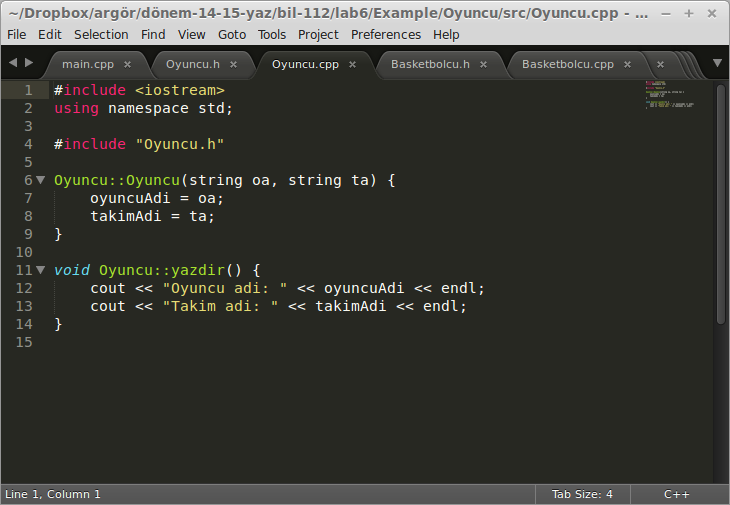 ~/Dropbox/argör/dönem-14-15-yaz/bil-112/lab6/Example/Oyuncu/src/Oyuncu.cpp - ...
File Edit Selection Find View Goto Tools Project Preferences Help
main.cpp Oyuncu.h Oyuncu.cpp Basketbolcu.h Basketbolcu.cpp
1 #include <iostream>
2 using namespace std;
3
4 #include "Oyuncu.h"
5
6 Oyuncu::Oyuncu(string oa, string ta) {
7 oyuncuAdi = oa;
8 takimAdi = ta;
9 }
10
11 void Oyuncu::yazdir() {
12 cout << "Oyuncu adi: " << oyuncuAdi << endl;
13 cout << "Takim adi: " << takimAdi << endl;
14 }
15
Line 1, Column 1 Tab Size: 4 C++